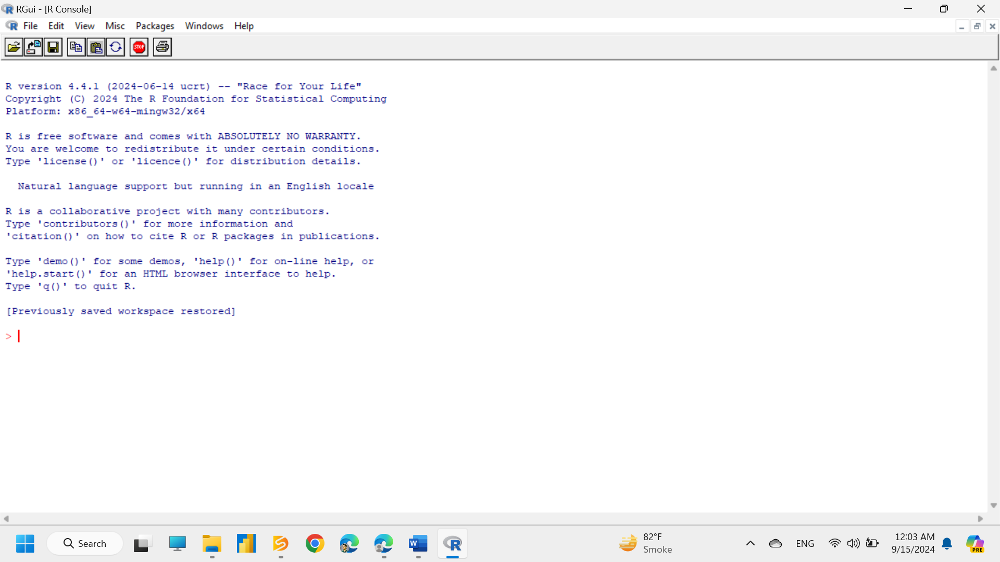 RGui - [R Console]
File Edit View Misc Packages Windows Help
STOP
R version 4.4.1 (2024-06-14 ucrt) -- "Race for Your Life"
Copyright (C) 2024 The R Foundation for Statistical Computing
Platform: x86_64-w64-mingw32/x64
R is free software and comes with ABSOLUTELY NO WARRANTY.
You are welcome to redistribute it under certain conditions.
Type 'license()' or 'licence()' for distribution details.
Natural language support but running in an English locale
R is a collaborative project with many contributors.
Type 'contributors()' for more information and
'citation()' on how to cite R or R packages in publications.
Type 'demo()' for some demos, 'help()' for on-line help, or
'help.start()' for an HTML browser interface to help.
Type 'q()' to quit R.
[Previously saved workspace restored]
>
Search
W
R
82°F
Smoke
ENG
12:03 AM
9/15/2024
PRE